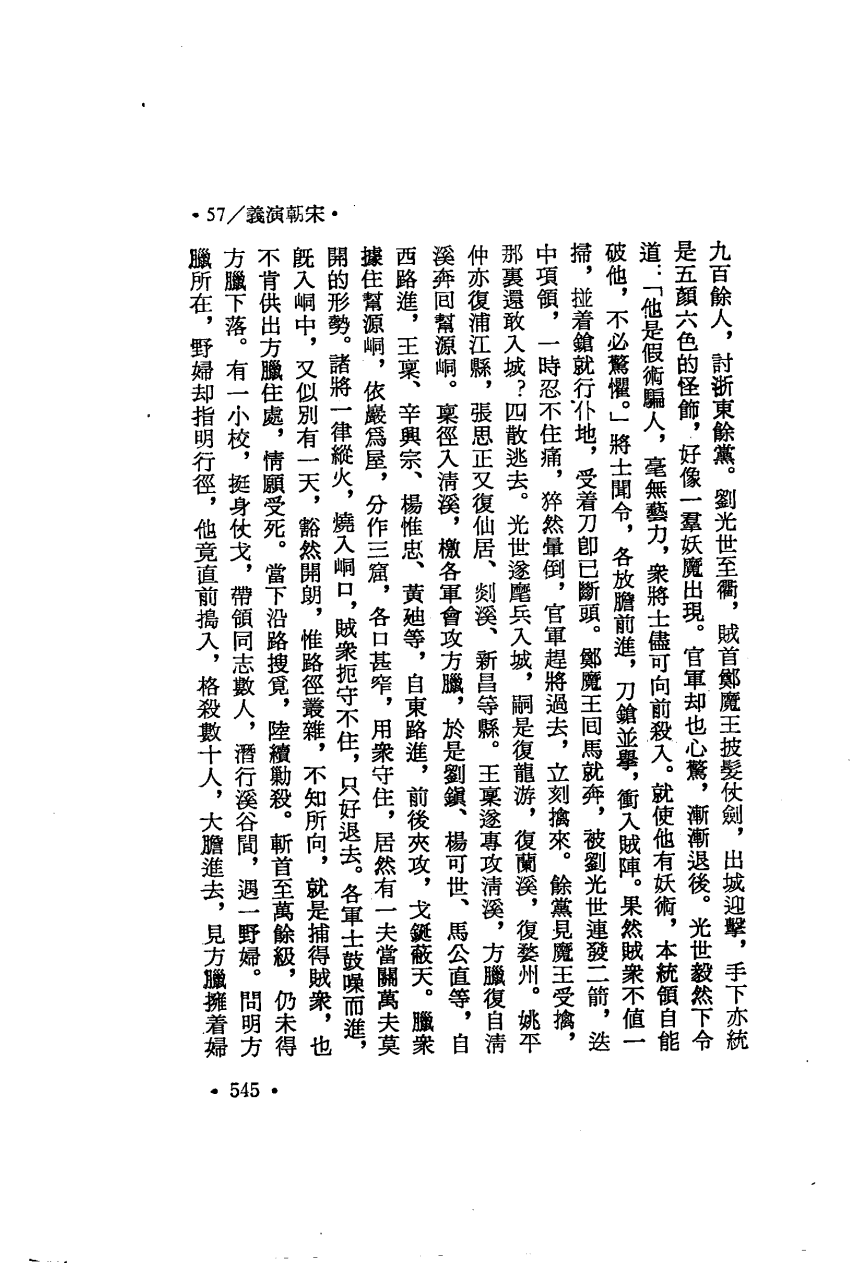 •57/義演朝宋•
九百餘人，討浙東餘黨。劉光世至衢，賊首鄭魔王披髮仗劍，出城迎擊，手下亦統
是五顏六色的怪飾，好像一羣妖魔出現。官軍却也心驚，漸漸退後。光世毅然下令
道：「他是假術騙人，毫無藝力，衆將士儘可向前殺入。就使他有妖術，本統領自能
破他，不必驚懼。」將士聞令，各放膽前進，刀鎗並舉，衝入賊陣。果然賊衆不值一
掃，掽着鎗就行仆地，受着刀卽已斷頭。鄭魔王回馬就奔，被劉光世連發二箭，迭
中項領，一時忍不住痛，猝然暈倒，官軍趕將過去，立刻擒來。餘黨見魔王受擒，
那裏還敢入城？四散逃去。光世遂麾兵入城，嗣是復龍游，復蘭溪，復婺州。姚平
仲亦復浦江縣，張思正又復仙居、剡溪、新昌等縣。王稟遂專攻淸溪，方臘復自淸
溪奔回幫源峒。稟徑入淸溪，檄各軍會攻方臘，於是劉鎭、楊可世、馬公直等，自
西路進，王稟、辛興宗、楊惟忠、黃廸等，自東路進，前後夾攻，戈鋋蔽天。臘衆
據住幫源峒，依巖爲屋，分作三窟，各口甚窄，用衆守住，居然有一夫當關萬夫莫
開的形勢。諸將一律縱火，燒入峒口，賊衆扼守不住，只好退去。各軍士鼓噪而進，
旣入峒中，又似別有一天，豁然開朗，惟路徑叢雜，不知所向，就是捕得賊衆，也
不肯供出方臘住處，情願受死。當下沿路搜覓，陸續勦殺。斬首至萬餘級，仍未得
方臘下落。有一小校，挺身仗戈，帶領同志數人，潛行溪谷間，遇一野婦。問明方
臘所在，野婦却指明行徑，他竟直前搗入，格殺數十人，大膽進去，見方臘擁着婦
•545•